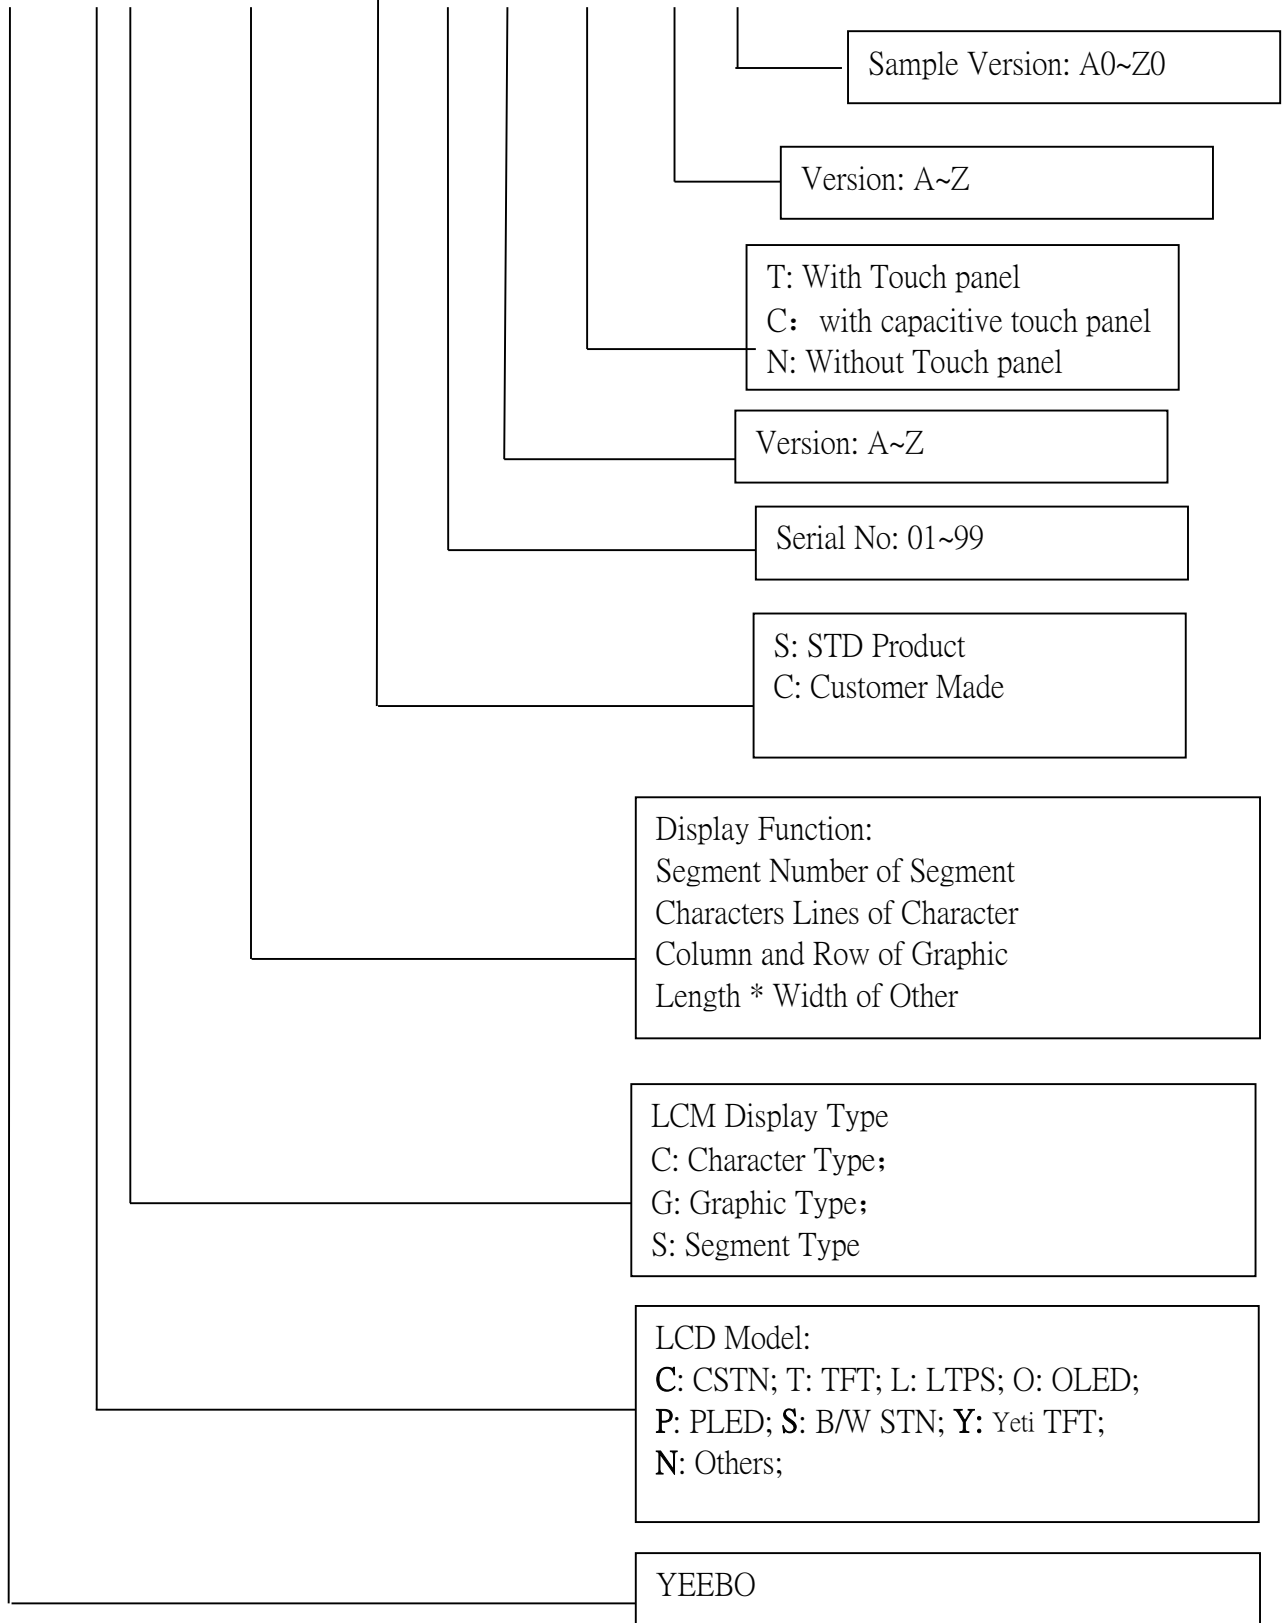 Sample Version: A0~Z0
Version: A~Z
T: With Touch panel
C： with capacitive touch panel
N: Without Touch panel
Version: A~Z
Serial No: 01~99
S: STD Product
C: Customer Made
Display Function:
Segment Number of Segment
Characters Lines of Character
Column and Row of Graphic
Length * Width of Other
LCM Display Type
C: Character Type；
G: Graphic Type；
S: Segment Type
LCD Model:
C: CSTN; T: TFT; L: LTPS; O: OLED;
P: PLED; S: B/W STN; Y: Yeti TFT;
N: Others;
YEEBO